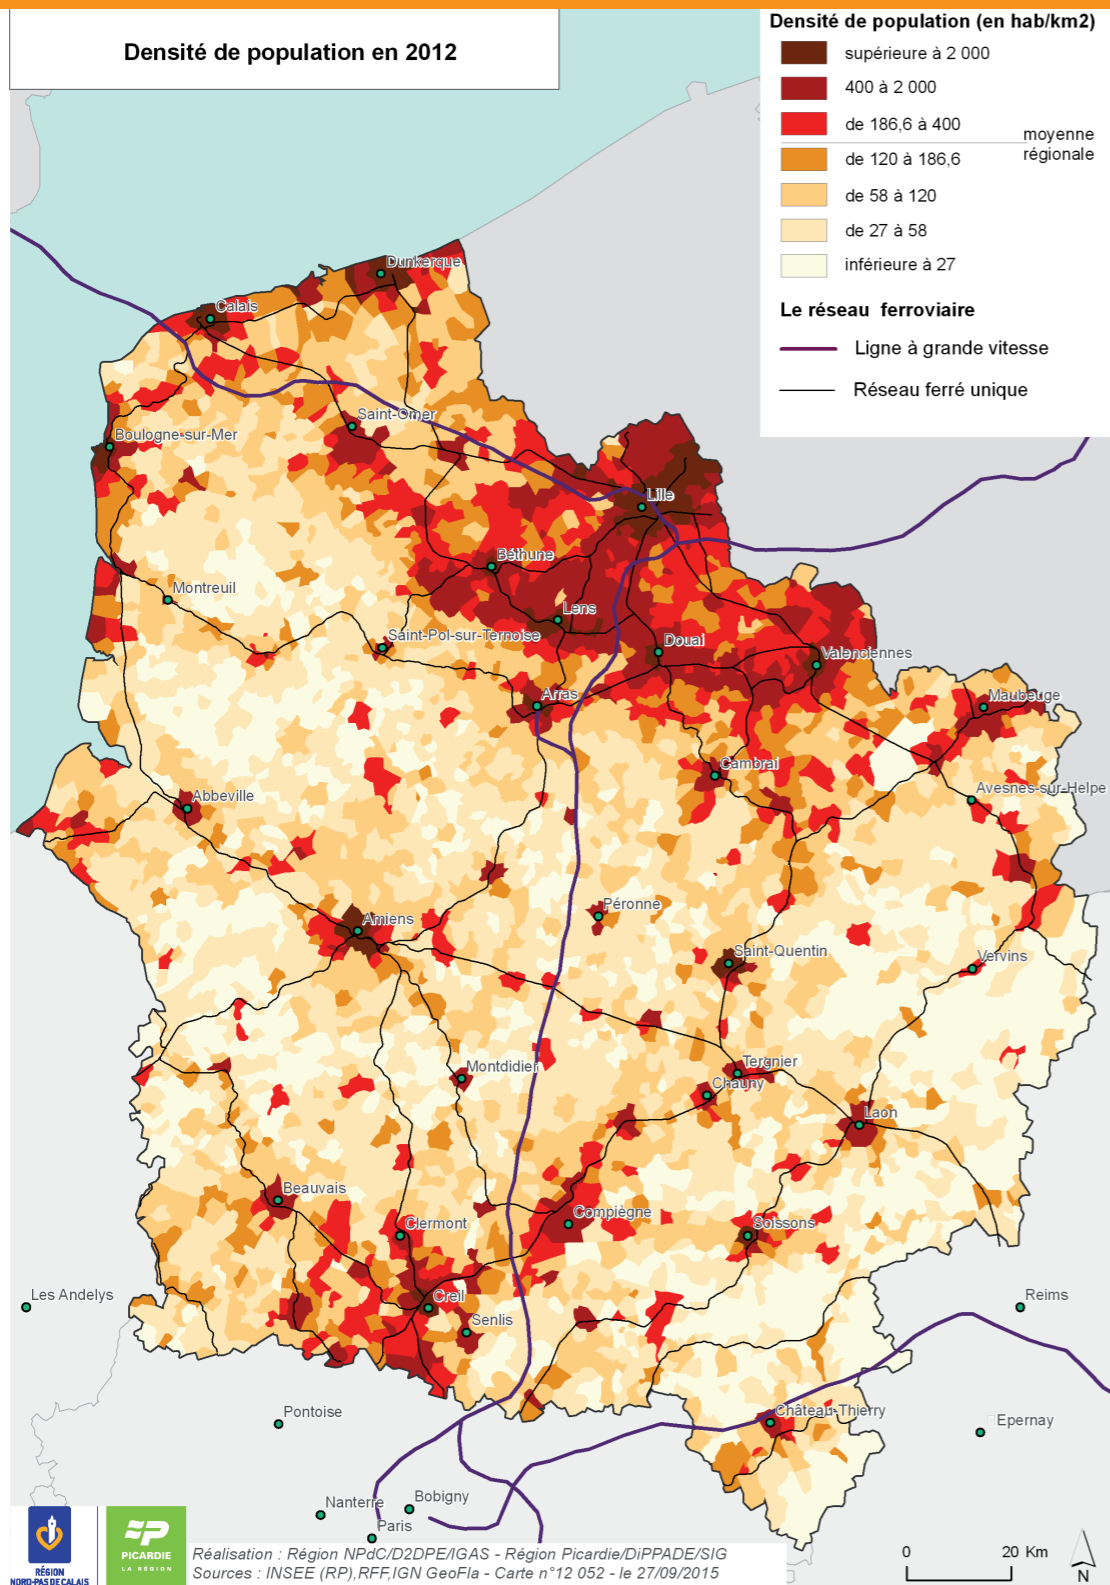 Densité de population en 2012
Densité de population (en hab/km2)
supérieure à 2 000
400 à 2 000
de 186,6 à 400
moyenne
régionale
de 120 à 186,6
de 58 à 120
de 27 à 58
inférieure à 27
Le réseau  ferroviaire
Ligne à grande vitesse
Réseau ferré unique
Dunkerque
Calais
Saint-Omer
Boulogne-sur-Mer
Lille
Béthune
Montreuil
Lens
Saint-Pol-sur-Ternoise
Douai
Valenciennes
Arras
Maubeuge
Cambrai
Abbeville
Avesnes-sur-Helpe
Péronne
Amiens
Saint-Quentin
Vervins
Montdidier
Tergnier
Chauny
Laon
Beauvais
Compiègne
Clermont
Soissons
Les Andelys
Creil
Reims
Senlis
Pontoise
Château-Thierry
Epernay
Nanterre
Bobigny
Paris
RÉGION
NORD-PAS DE CALAIS
PICARDIE
LA RÉGION
Réalisation : Région NPdC/D2DPE/IGAS - Région Picardie/DiPPADE/SIG
Sources : INSEE (RP),RFF,IGN GeoFla - Carte n°12 052 - le 27/09/2015
0 20 Km
N